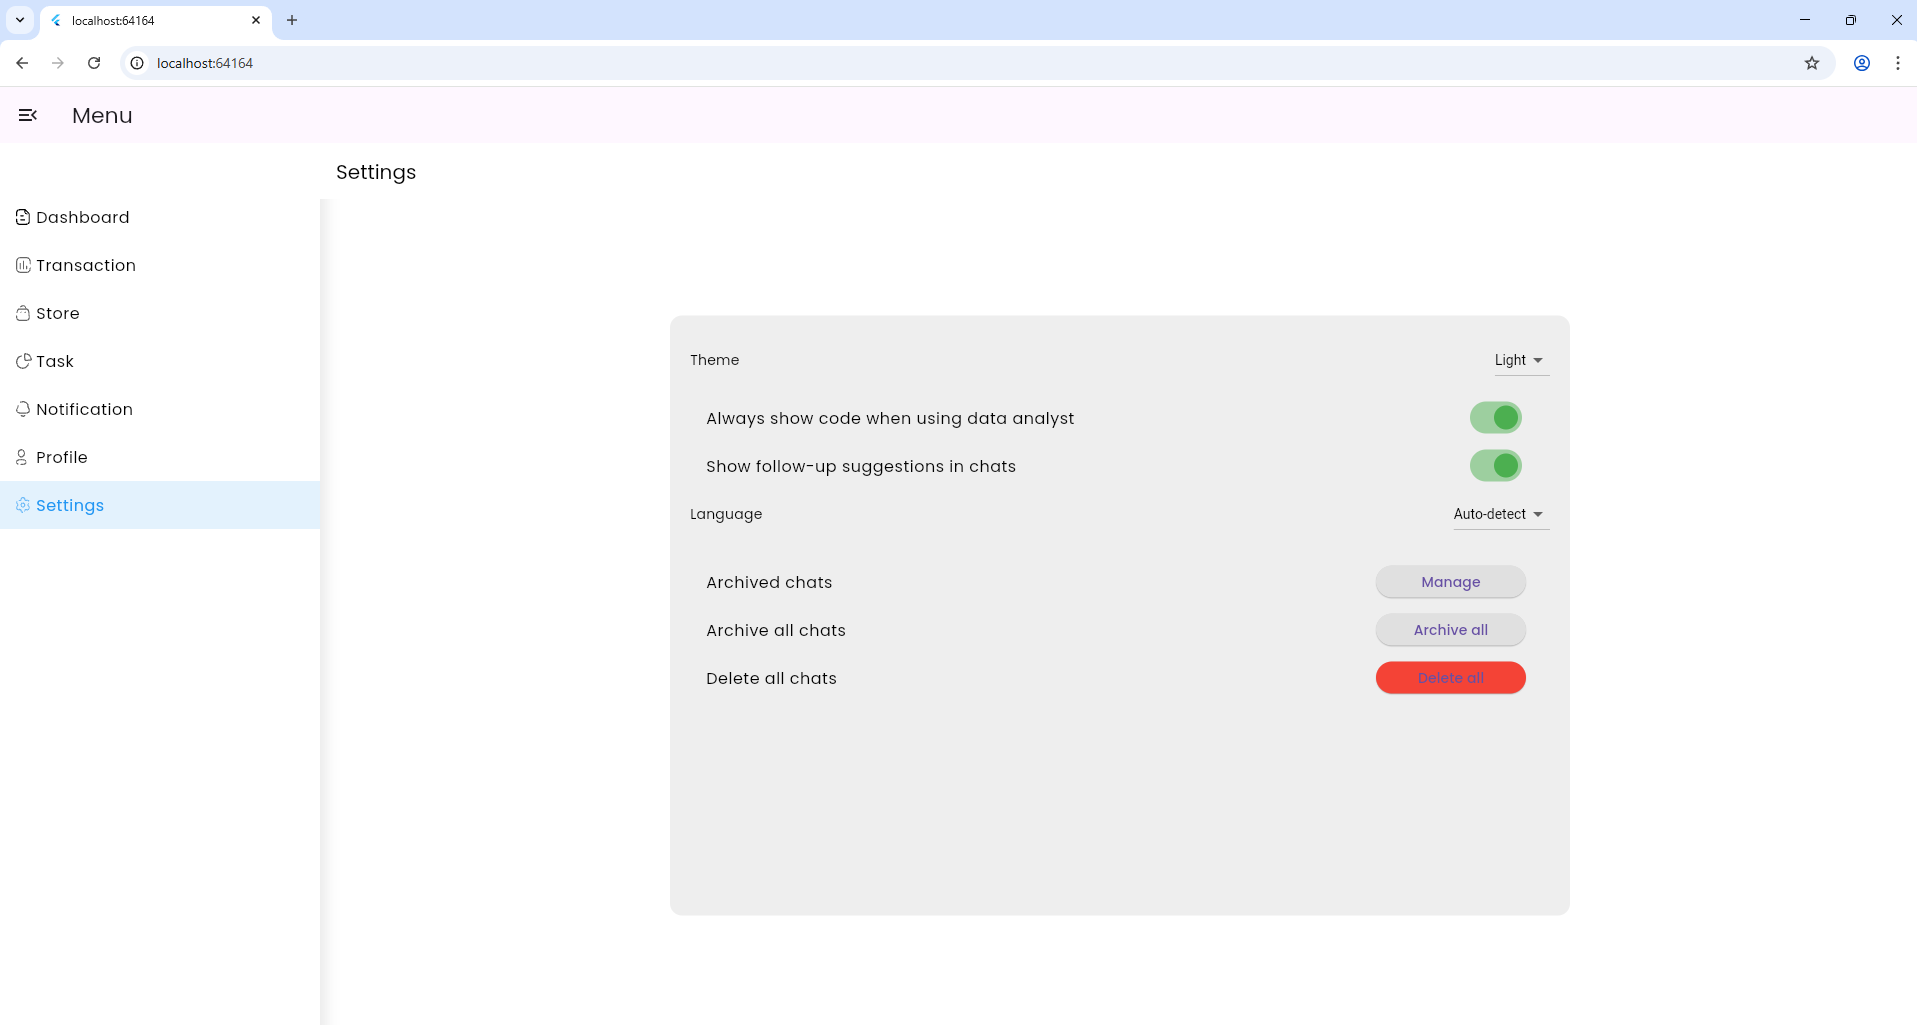 localhost:64164
localhost:64164
Menu
Settings
Dashboard
Transaction
Store
Task
Notification
Profile
Settings
Theme
Light
Always show code when using data analyst
Show follow-up suggestions in chats
Language
Auto-detect
Archived chats
Manage
Archive all chats
Archive all
Delete all chats
Delete all